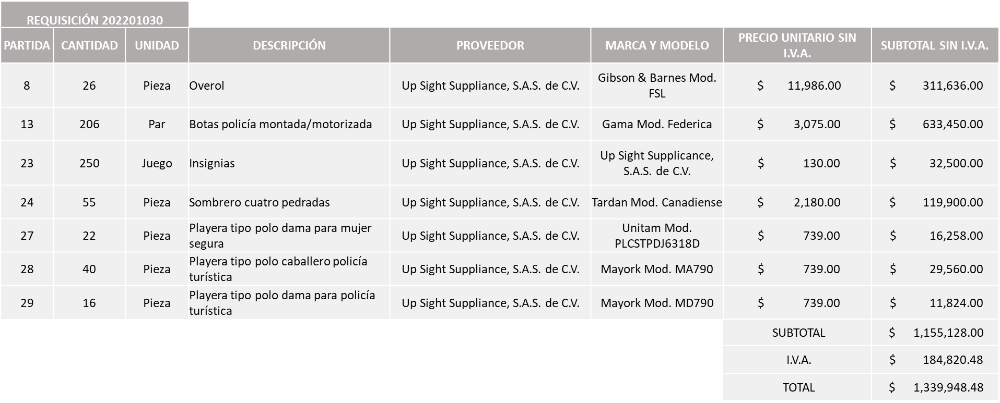 REQUISICIÓN 202201030
PARTIDA CANTIDAD UNIDAD DESCRIPCIÓN PROVEEDOR MARCA Y MODELO PRECIO UNITARIO SIN I.V.A. SUBTOTAL SIN I.V.A.
8 26 Pieza Overol Up Sight Suppliance, S.A.S. de C.V. Gibson & Barnes Mod. FSL $ 11,986.00 $ 311,636.00
13 206 Par Botas policía montada/motorizada Up Sight Suppliance, S.A.S. de C.V. Gama Mod. Federica $ 3,075.00 $ 633,450.00
23 250 Juego Insignias Up Sight Suppliance, S.A.S. de C.V. Up Sight Supplicance, S.A.S. de C.V. $ 130.00 $ 32,500.00
24 55 Pieza Sombrero cuatro pedradas Up Sight Suppliance, S.A.S. de C.V. Tardan Mod. Canadiense $ 2,180.00 $ 119,900.00
27 22 Pieza Playera tipo polo dama para mujer segura Up Sight Suppliance, S.A.S. de C.V. Unitam Mod. PLCSTPDJ6318D $ 739.00 $ 16,258.00
28 40 Pieza Playera tipo polo caballero policía turística Up Sight Suppliance, S.A.S. de C.V. Mayork Mod. MA790 $ 739.00 $ 29,560.00
29 16 Pieza Playera tipo polo dama para policía turística Up Sight Suppliance, S.A.S. de C.V. Mayork Mod. MD790 $ 739.00 $ 11,824.00
SUBTOTAL $ 1,155,128.00
I.V.A. $ 184,820.48
TOTAL $ 1,339,948.48